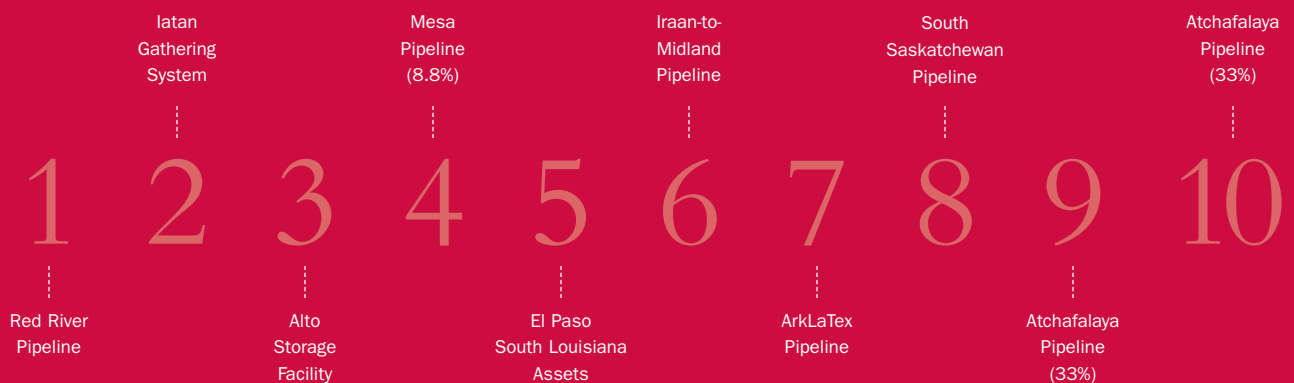 Iatan
Gathering
System
Mesa
Pipeline
(8.8%)
Iraan-to-
Midland
Pipeline
South
Saskatchewan
Pipeline
Atchafalaya
Pipeline
(33%)
1 2 3 4 5 6 7 8 9 10
Red River
Pipeline
Alto
Storage
Facility
El Paso
South Louisiana
Assets
ArkLaTex
Pipeline
Atchafalaya
Pipeline
(33%)